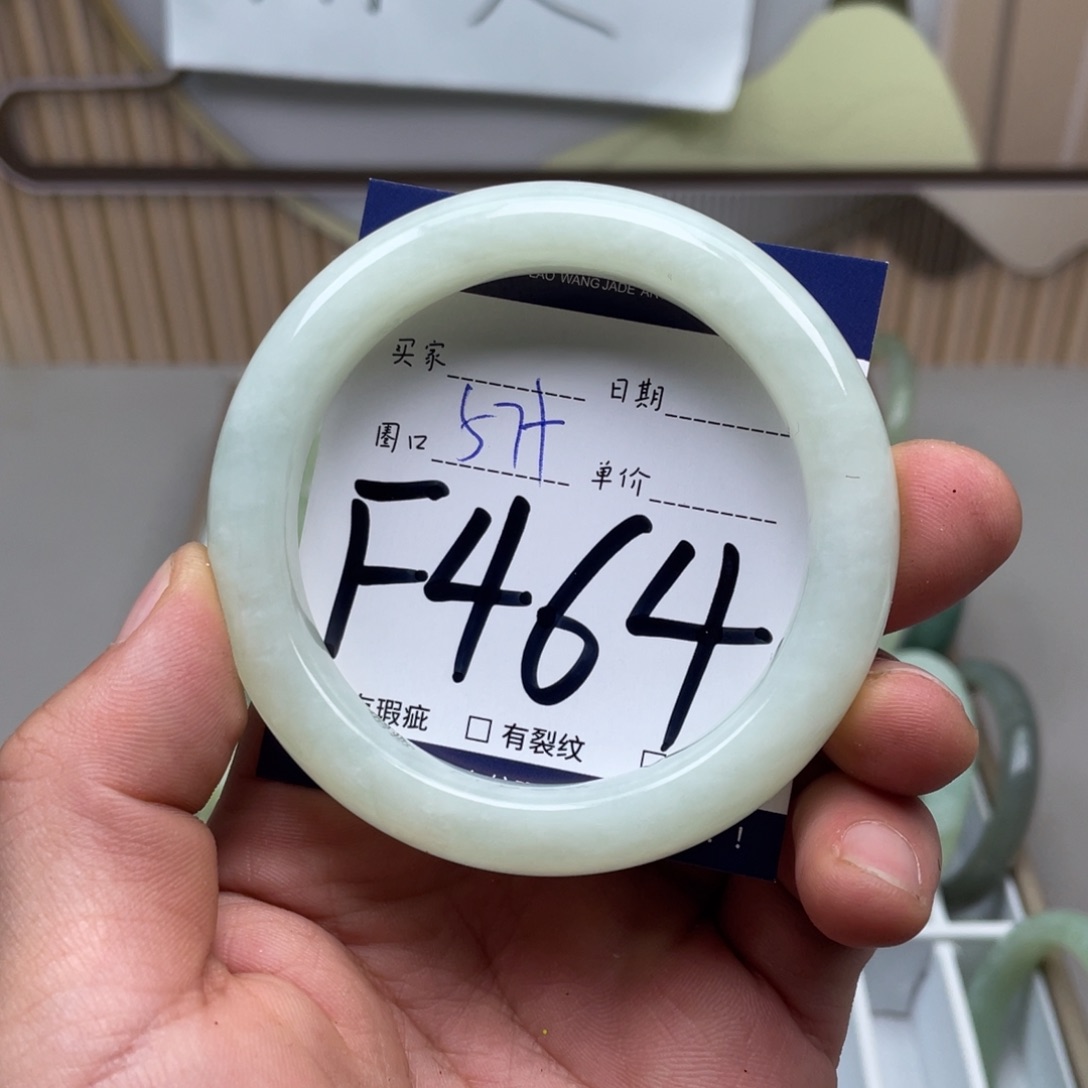 LAO WANG JADE
买家 日期
圈口 57+ 单价
F464
瑕疵 □ 有裂纹 □
！